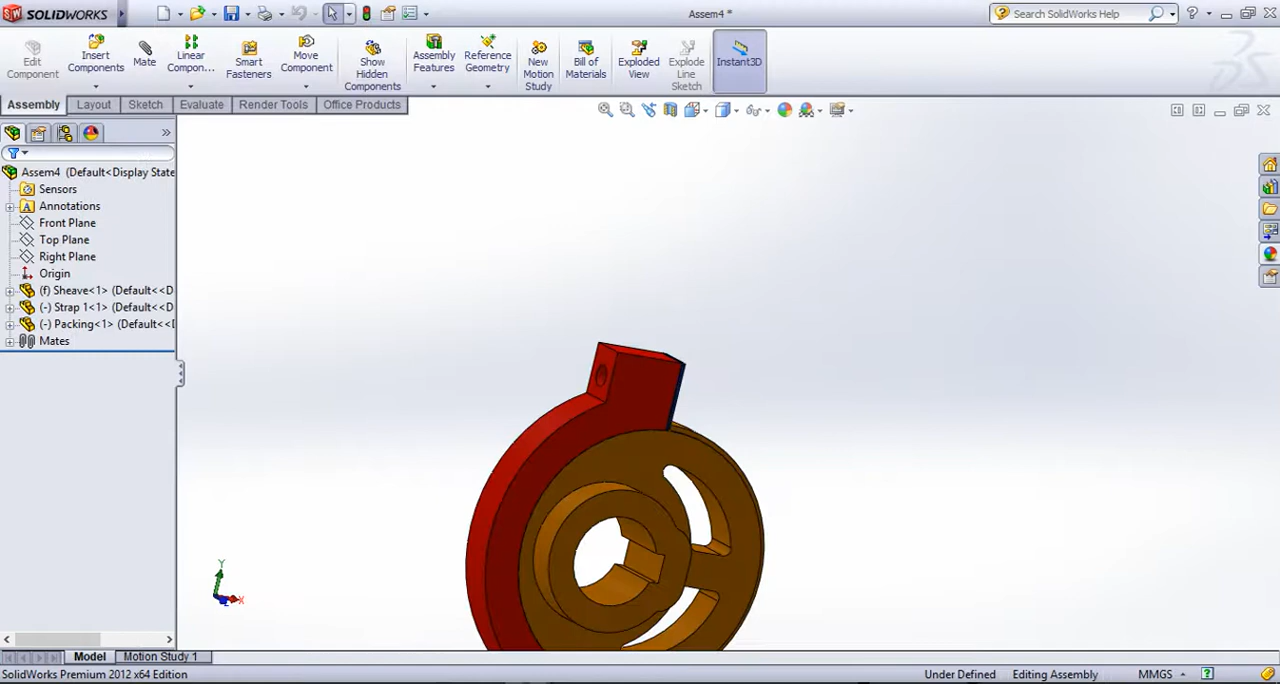 SOLIDWORKS
Assem4 *
Search SolidWorks Help
Edit Component
Insert Components
Mate
Linear Compon...
Smart Fasteners
Move Component
Show Hidden Components
Assembly Features
Reference Geometry
New Motion Study
Bill of Materials
Exploded View
Explode Line Sketch
Instant3D
Assembly
Layout
Sketch
Evaluate
Render Tools
Office Products
Assem4 (Default<Display State
Sensors
Annotations
Front Plane
Top Plane
Right Plane
Origin
(f) Sheave<1> (Default<<D
(-) Strap 1<1> (Default<<D
(-) Packing<1> (Default<<D
Mates
Y
X
Z
Model
Motion Study 1
SolidWorks Premium 2012 x64 Edition
Under Defined
Editing Assembly
MMGS